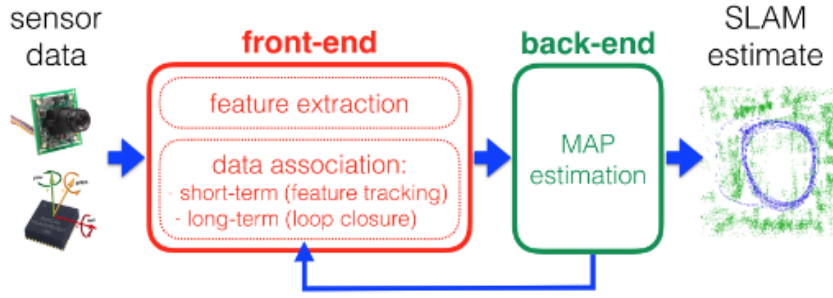 sensor
data
front-end
feature extraction
data association:
- short-term (feature tracking)
- long-term (loop closure)
back-end
MAP
estimation
SLAM
estimate